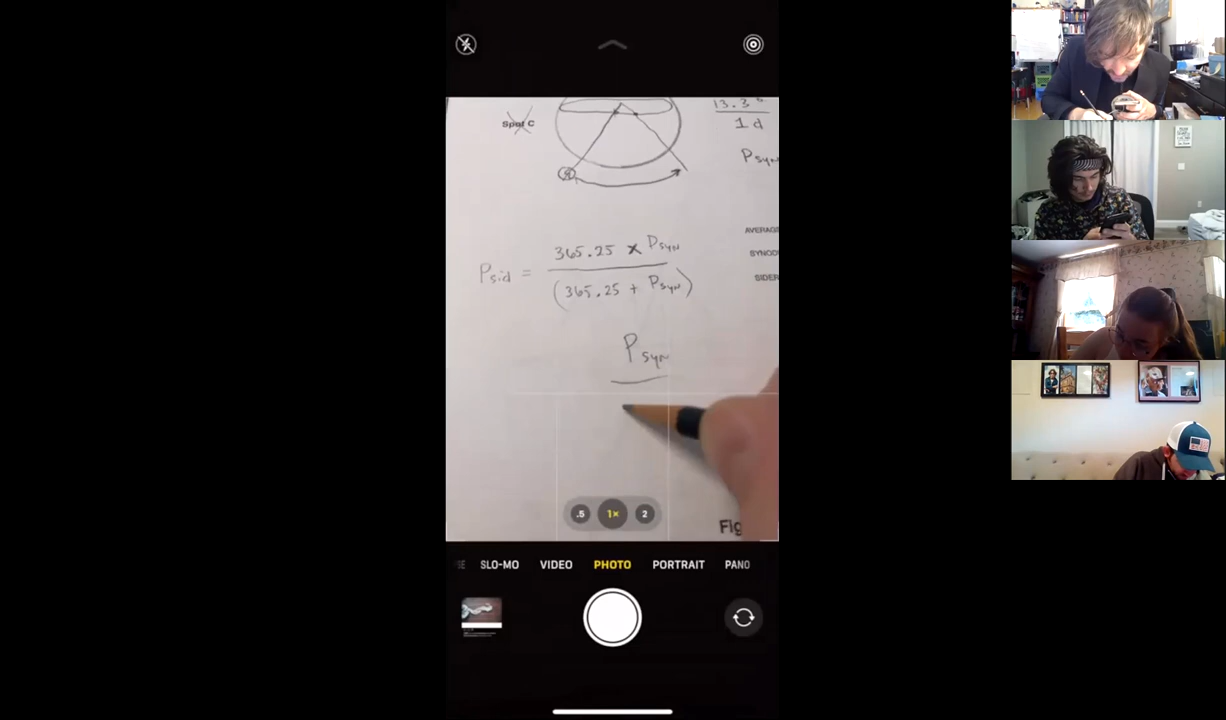 13.3°
Spot C
1 d
Psyn
AVERAGE
365.25 × Psyn
SYNOD
Psid =
SIDER
(365.25 + Psyn)
Psyn
.5 1× 2
Fig
SLO-MO VIDEO PHOTO PORTRAIT PANO